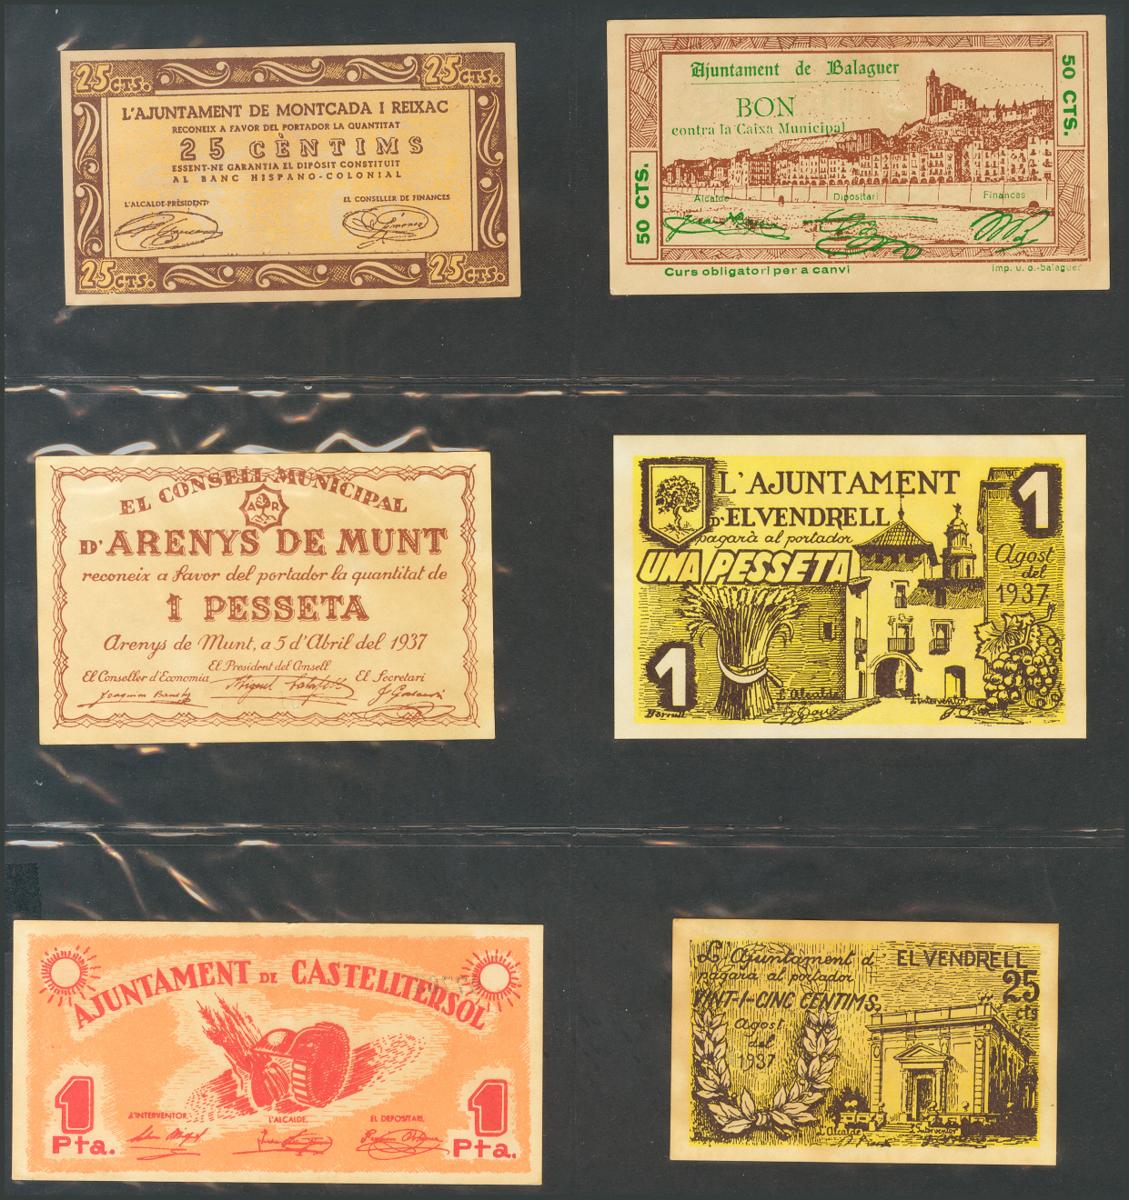 25 CTS.
25 CTS.
L'AJUNTAMENT DE MONTCADA I REIXAC
RECONEIX A FAVOR DEL PORTADOR LA QUANTITAT
25 CÈNTIMS
ESSENT-NE GARANTIA EL DIPÒSIT CONSTITUIT
AL BANC HISPANO-COLONIAL
L'ALCALDE-PRESIDENT
EL CONSELLER DE FINANCES
25 CTS.
25 CTS.
Ajuntament de Balaguer
BON
contra la Caixa Municipal
50 CTS.
50 CTS.
Alcalde
Dipositari
Finances
Curs obligatori per a canvi
Imp. u. o.-balaguer
EL CONSELL MUNICIPAL
A R
D'ARENYS DE MUNT
reconeix a favor del portador la quantitat de
1 PESSETA
Arenys de Munt, a 5 d'Abril del 1937
El President del Consell
El Conseller d'Economia
El Secretari
L'AJUNTAMENT
D'EL VENDRELL
pagarà al portador
UNA PESSETA
1
Agost
del
1937
1
L'Alcalde
L'interventor
AJUNTAMENT DE CASTELLTERSOL
L'INTERVENTOR,
L'ALCALDE,
EL DEPOSITARI,
1
Pta.
1
Pta.
L'Ajuntament d' EL VENDRELL
pagarà al portador
VINT-I-CINC CENTIMS,
25
cts
Agost
del
1937
L'Alcalde